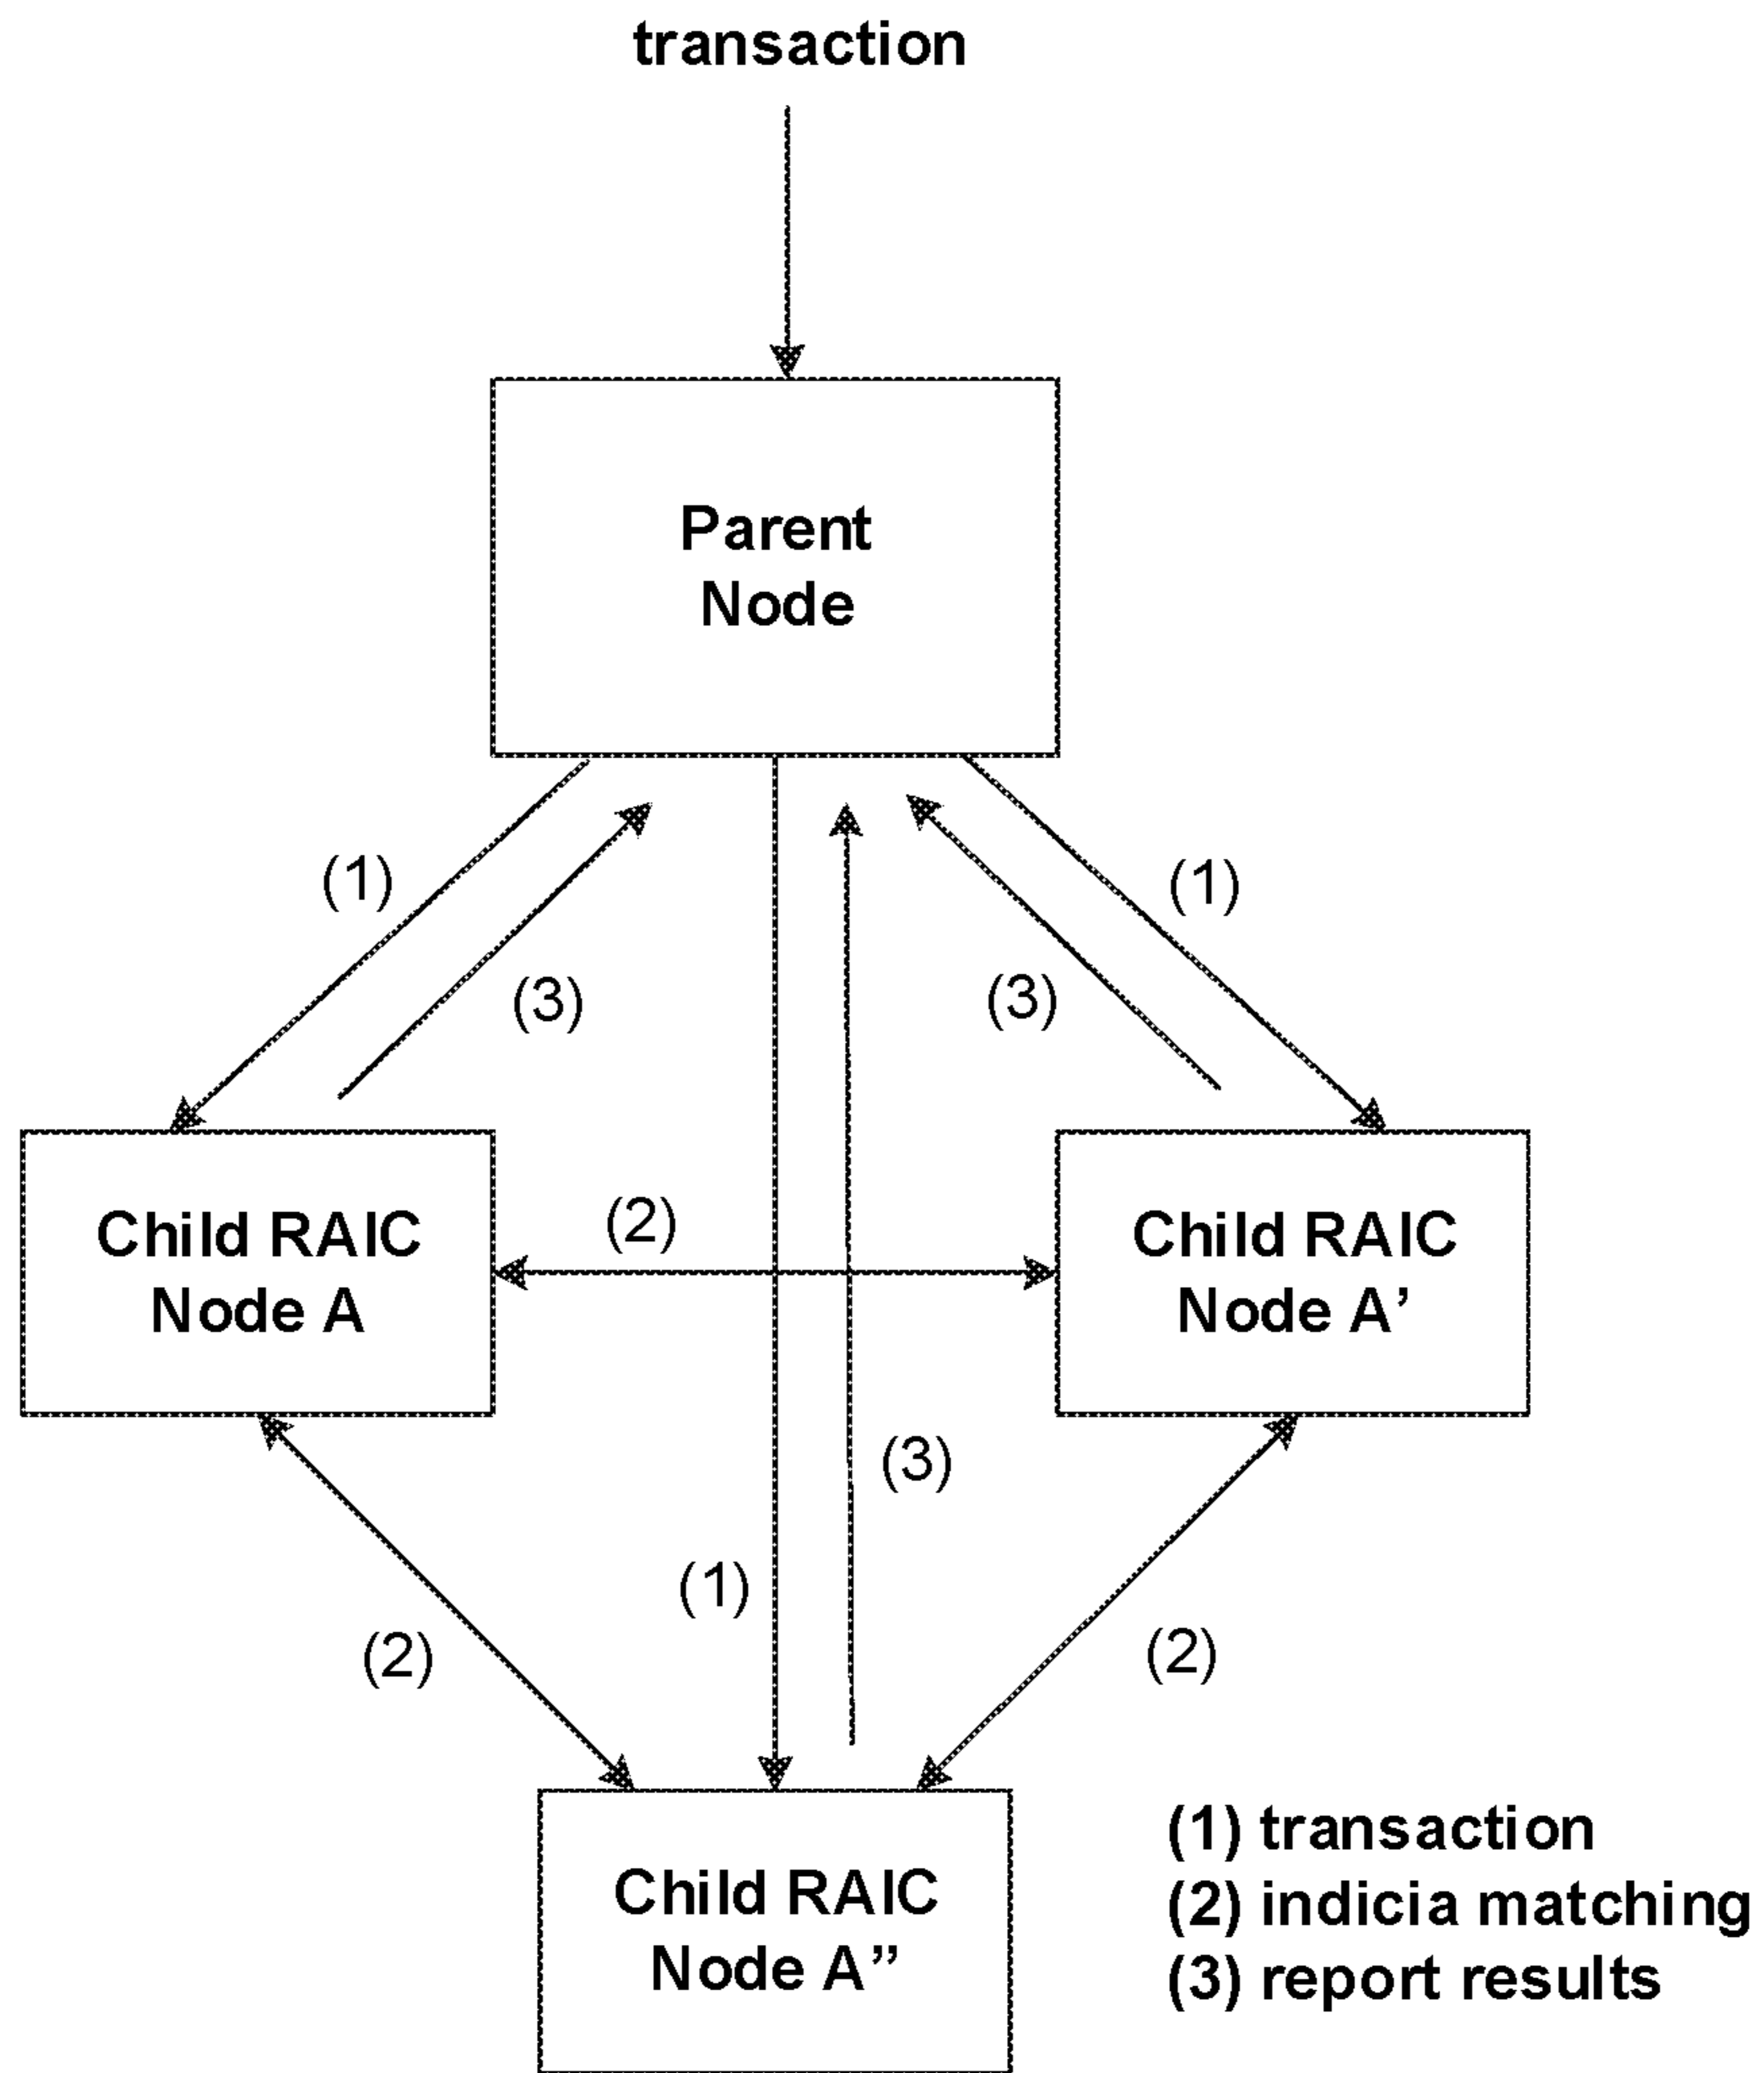 transaction
Parent
Node
(1)
(1)
(3)
(3)
(2)
Child RAIC
Node A
Child RAIC
Node A’
(3)
(1)
(2)
(2)
Child RAIC
Node A”
(1) transaction
(2) indicia matching
(3) report results